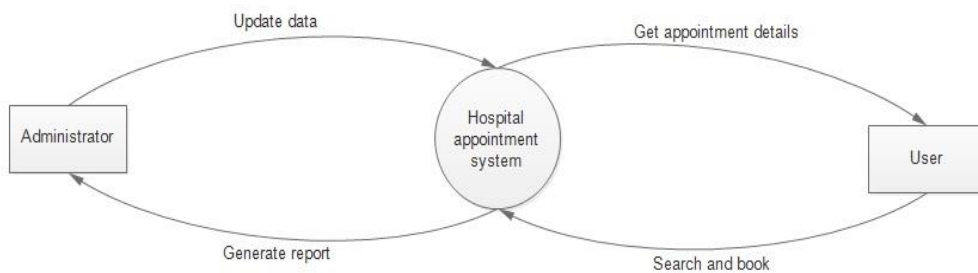 Update data
Get appointment details
Administrator
Hospital
appointment
system
User
Generate report
Search and book